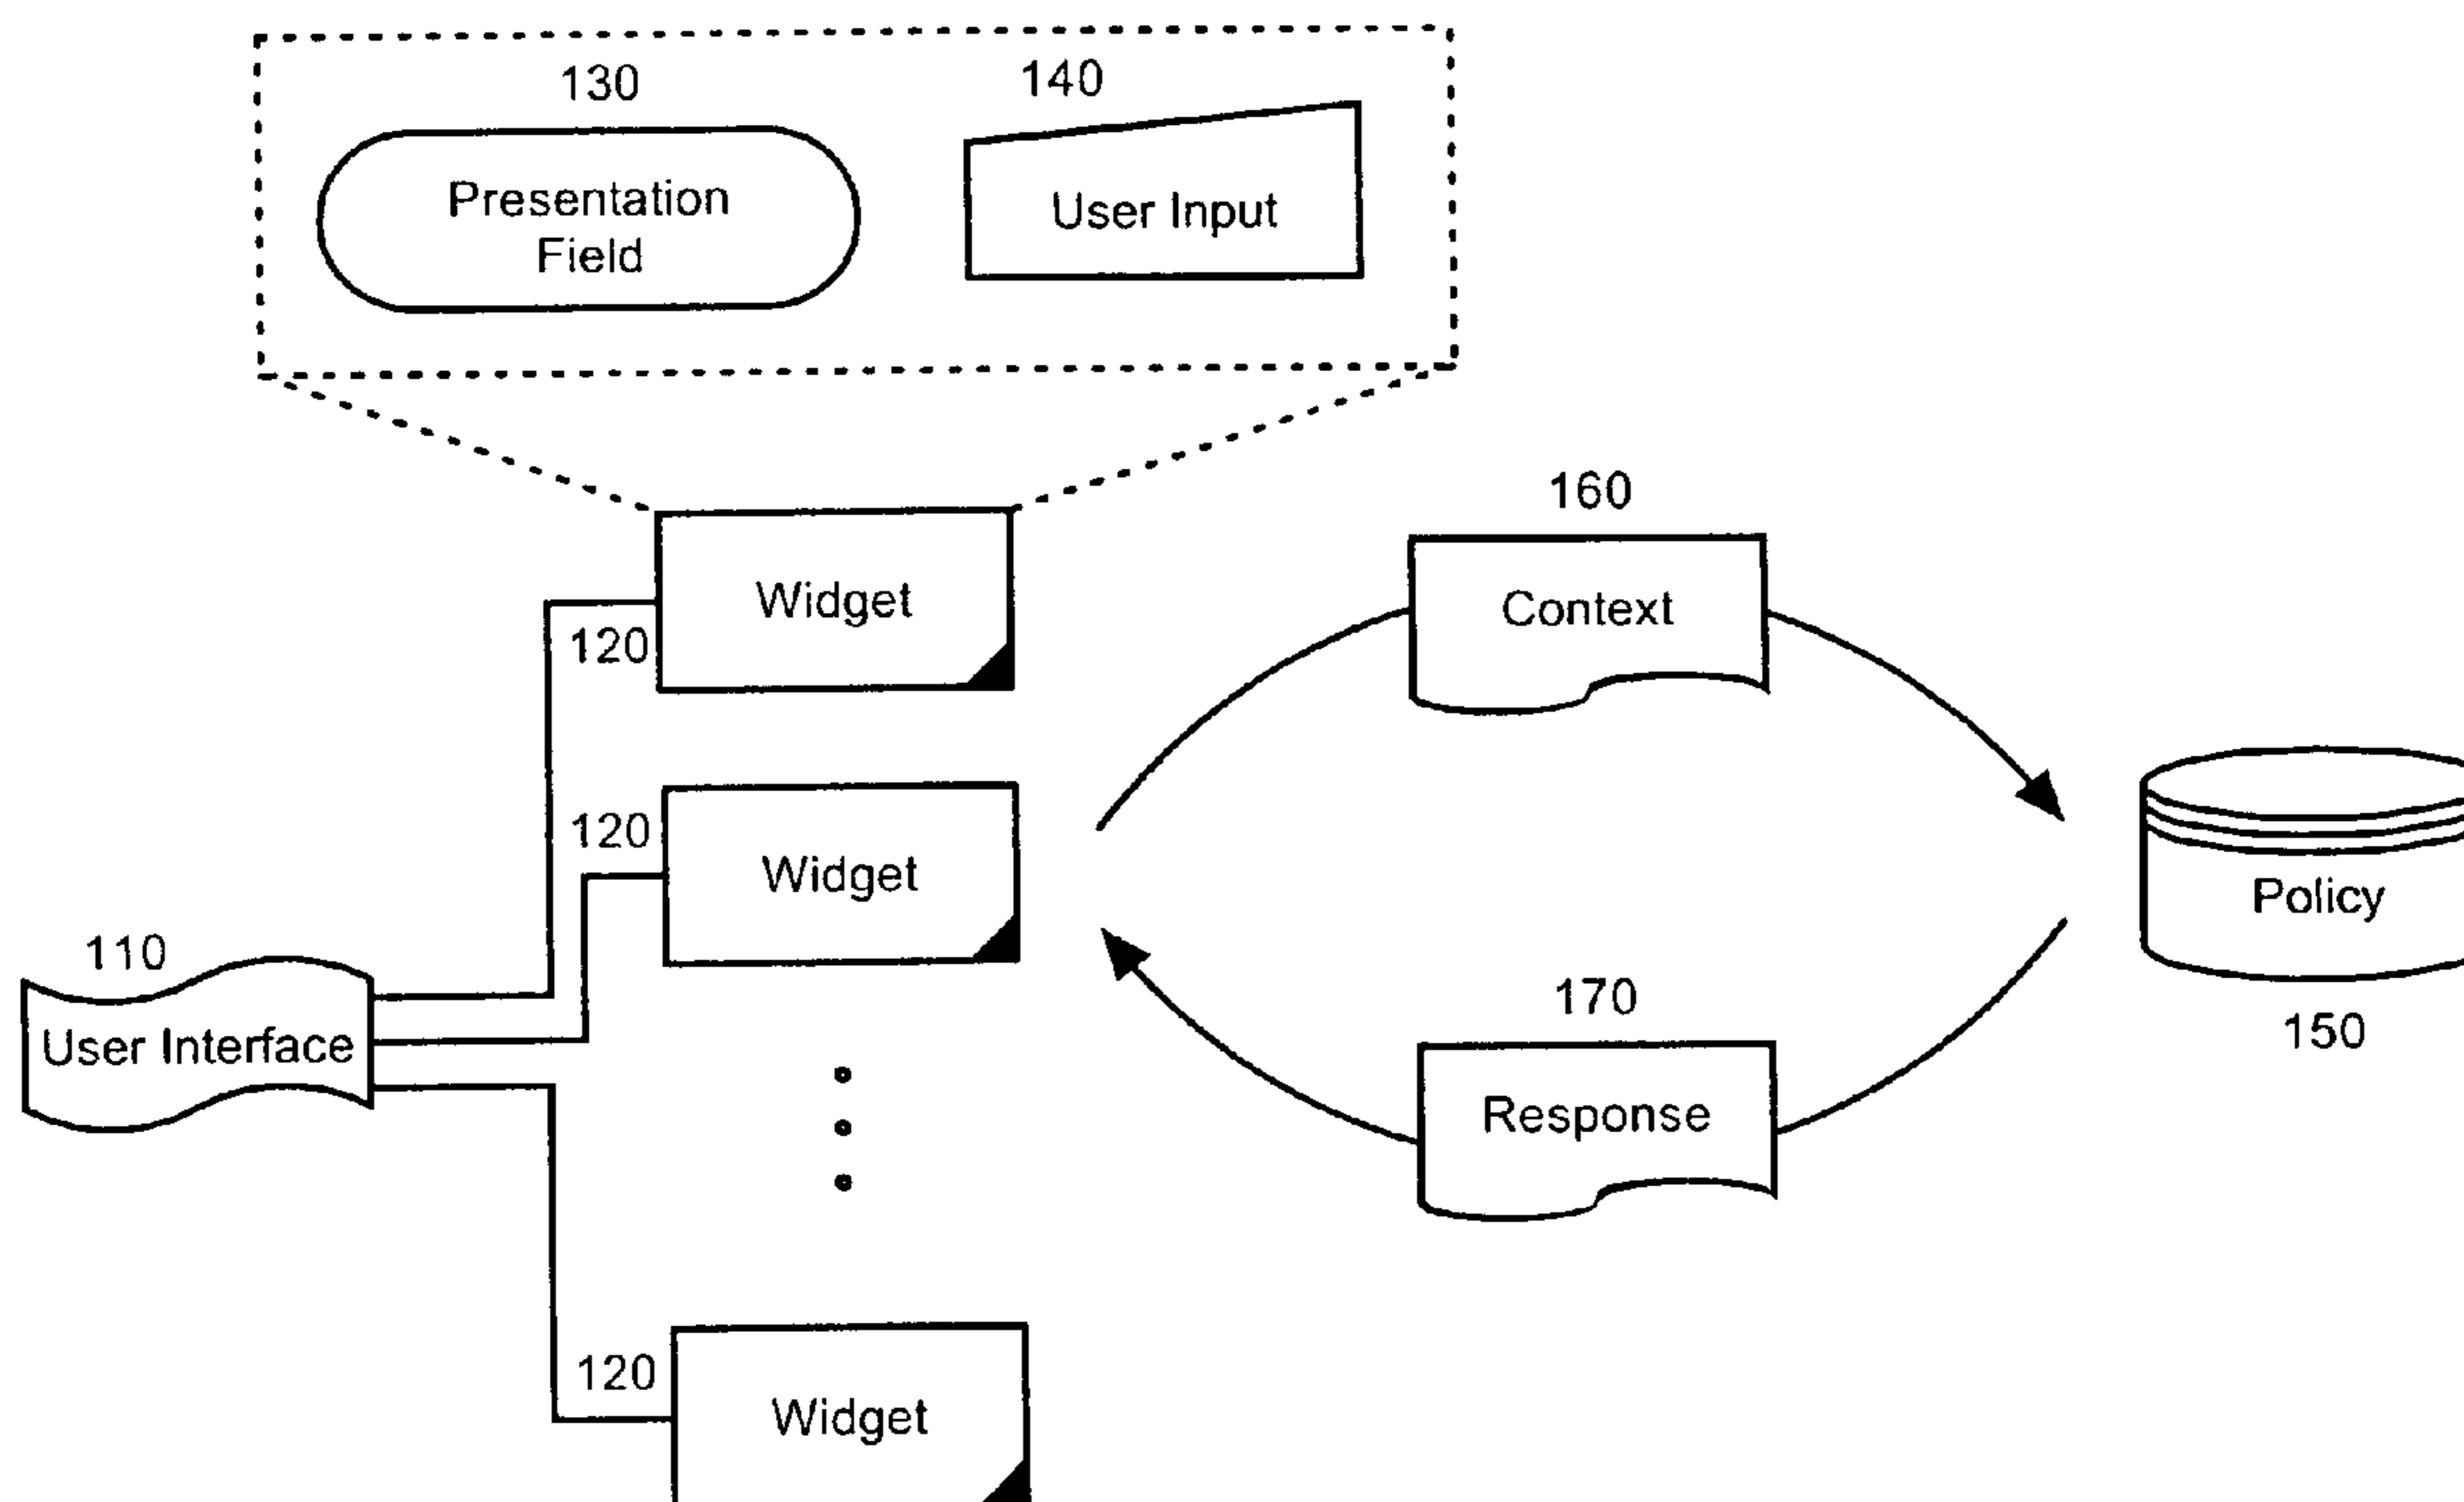 130
140
Presentation
Field
User Input
160
Widget
120
Context
120
Widget
Policy
110
170
150
User Interface
Response
120
Widget